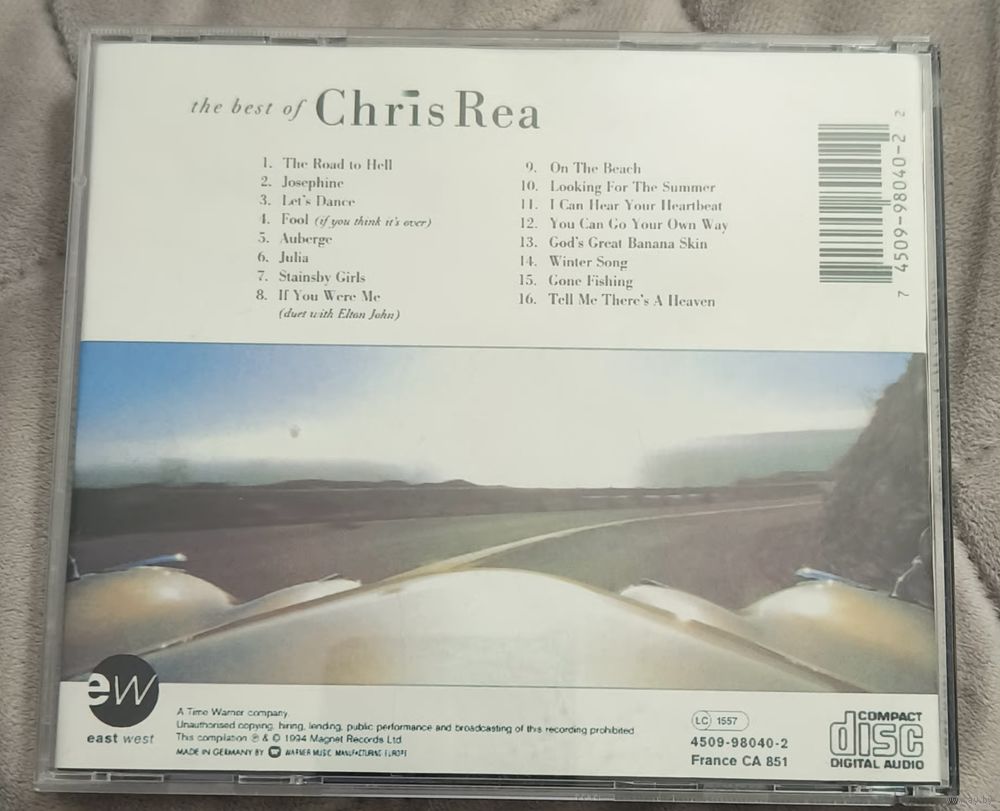 the best of Chris Rea
1. The Road to Hell
2. Josephine
3. Let's Dance
4. Fool (if you think it's over)
5. Auberge
6. Julia
7. Stainsby Girls
8. If You Were Me
(duet with Elton John)
9. On The Beach
10. Looking For The Summer
11. I Can Hear Your Heartbeat
12. You Can Go Your Own Way
13. God's Great Banana Skin
14. Winter Song
15. Gone Fishing
16. Tell Me There's A Heaven
7 4509-98040-2 2
ew
east west
A Time Warner company
Unauthorised copying, hiring, lending, public performance and broadcasting of this recording prohibited
This compilation ℗ & © 1994 Magnet Records Ltd
MADE IN GERMANY BY WARNER MUSIC MANUFACTURING EUROPE
LC 1557
4509-98040-2
France CA 851
COMPACT
disc
DIGITAL AUDIO